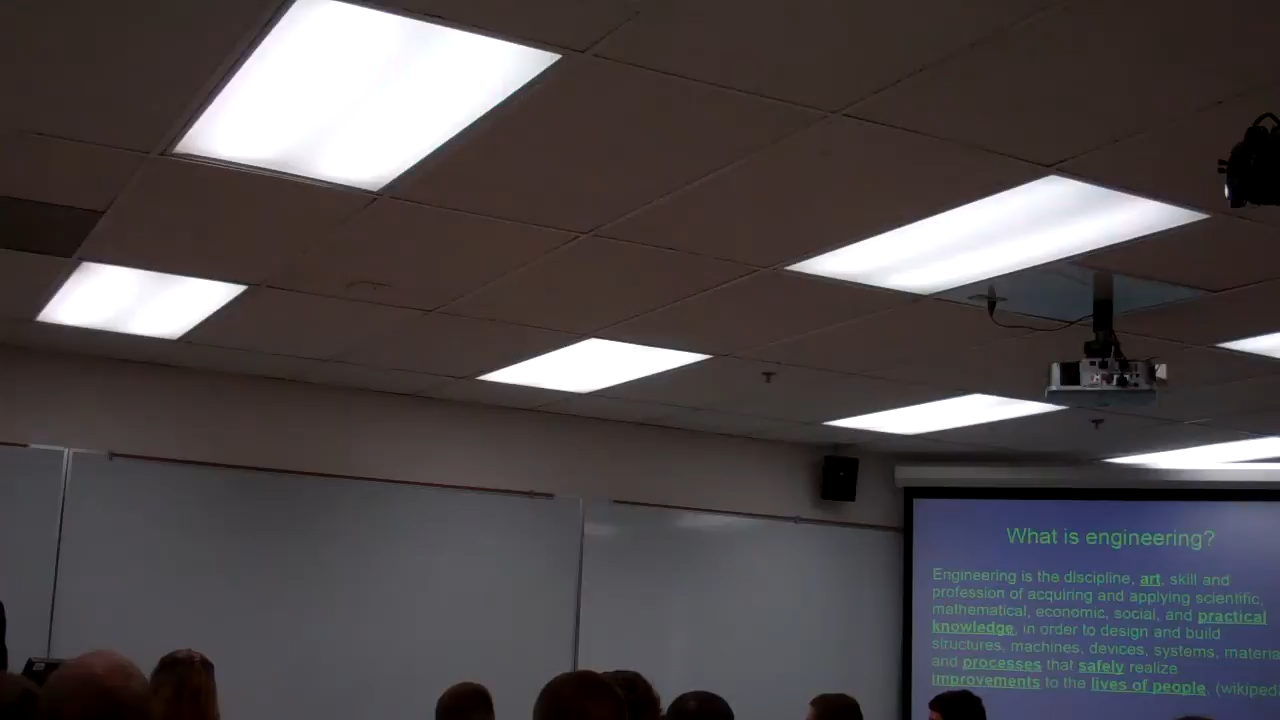 What is engineering?
Engineering is the discipline, art, skill and
profession of acquiring and applying scientific,
mathematical, economic, social, and practical
knowledge, in order to design and build
structures, machines, devices, systems,
and processes that safely realize
improvements to the lives of people.